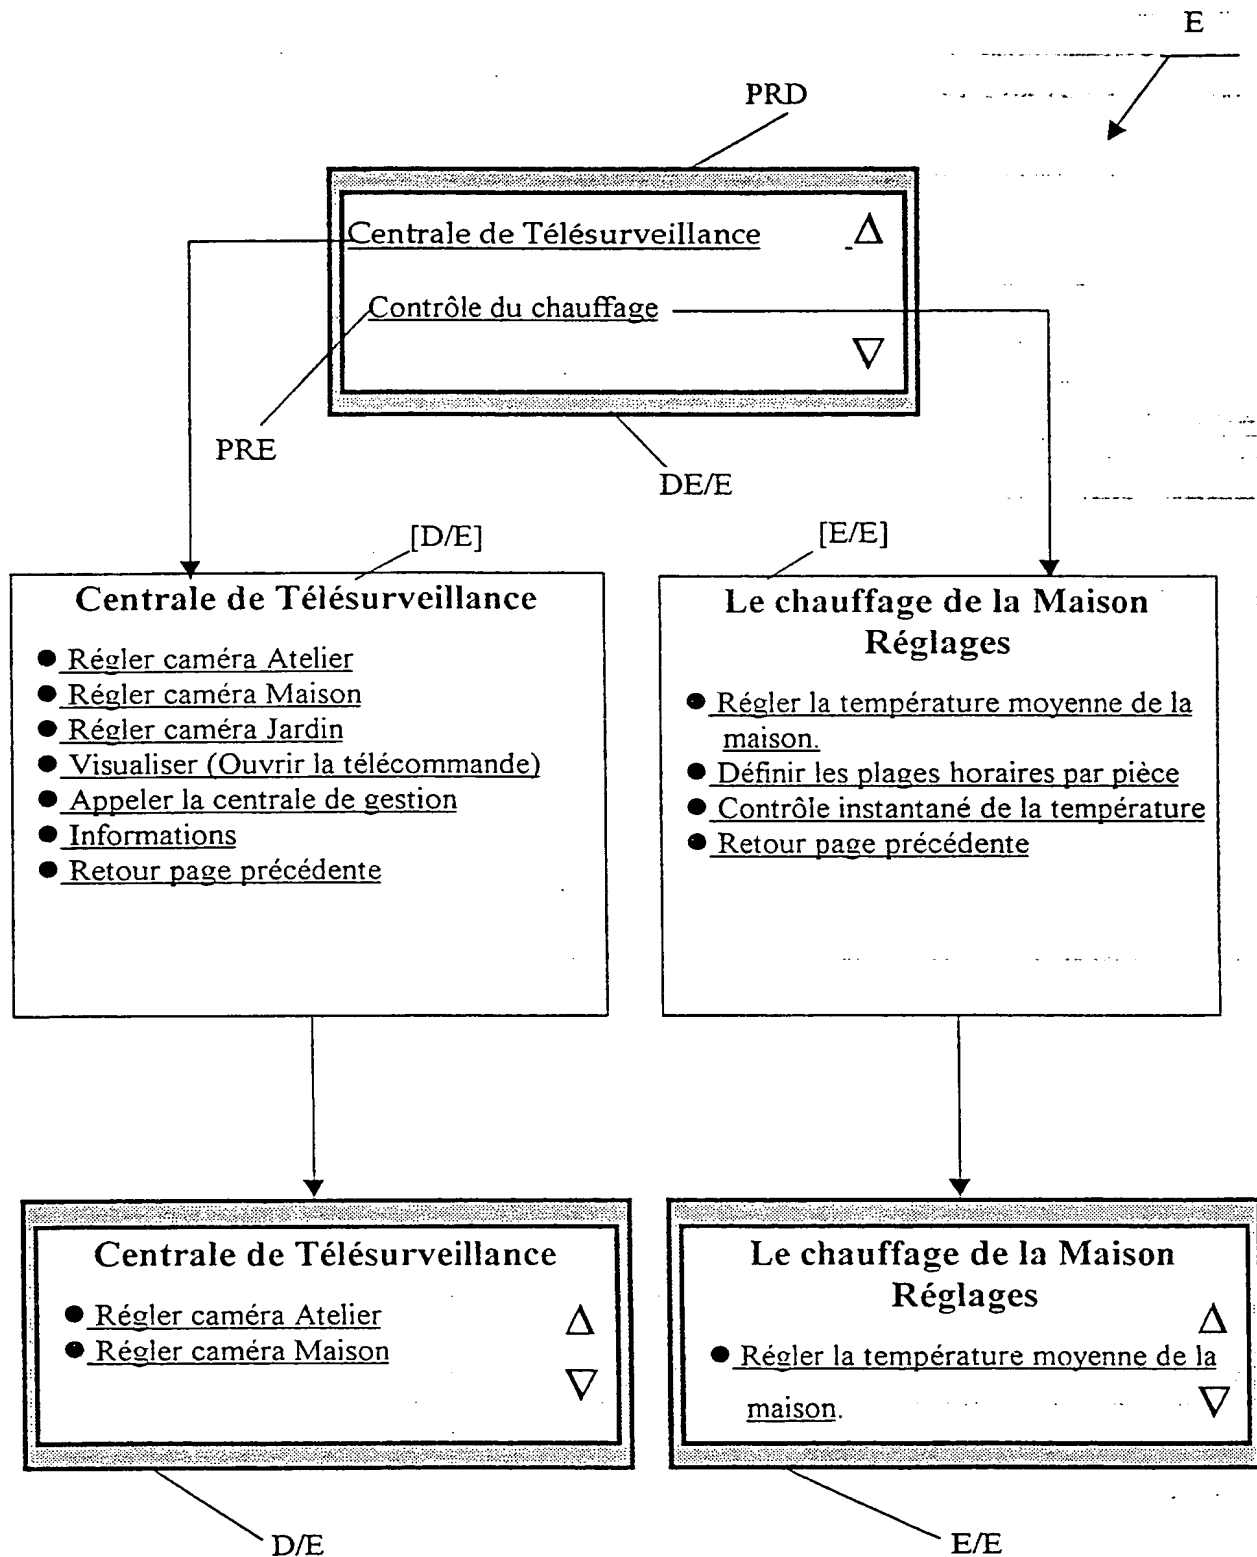 E
PRD
Centrale de Télésurveillance Δ
Contrôle du chauffage
∇
PRE
DE/E
[D/E]
[E/E]
Centrale de Télésurveillance
● Régler caméra Atelier
● Régler caméra Maison
● Régler caméra Jardin
● Visualiser (Ouvrir la télécommande)
● Appeler la centrale de gestion
● Informations
● Retour page précédente
Le chauffage de la Maison
Réglages
● Régler la température moyenne de la
maison.
● Définir les plages horaires par pièce
● Contrôle instantané de la température
● Retour page précédente
Centrale de Télésurveillance
● Régler caméra Atelier Δ
● Régler caméra Maison
∇
Le chauffage de la Maison
Réglages
Δ
● Régler la température moyenne de la
maison. ∇
D/E
E/E